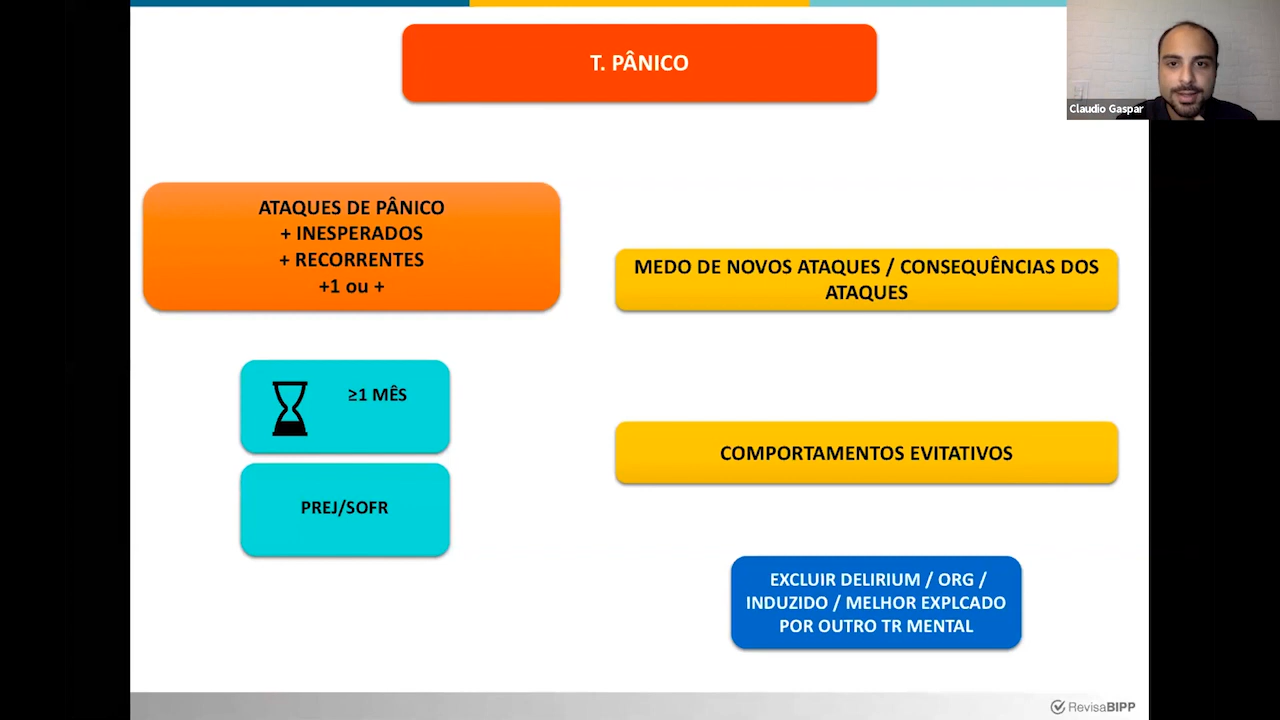 T. PÂNICO
Claudio Gaspar
ATAQUES DE PÂNICO
+ INESPERADOS
+ RECORRENTES
+1 ou +
MEDO DE NOVOS ATAQUES / CONSEQUÊNCIAS DOS
ATAQUES
≥1 MÊS
COMPORTAMENTOS EVITATIVOS
PREJ/SOFR
EXCLUIR DELIRIUM / ORG /
INDUZIDO / MELHOR EXPLCADO
POR OUTRO TR MENTAL
RevisaBIPP